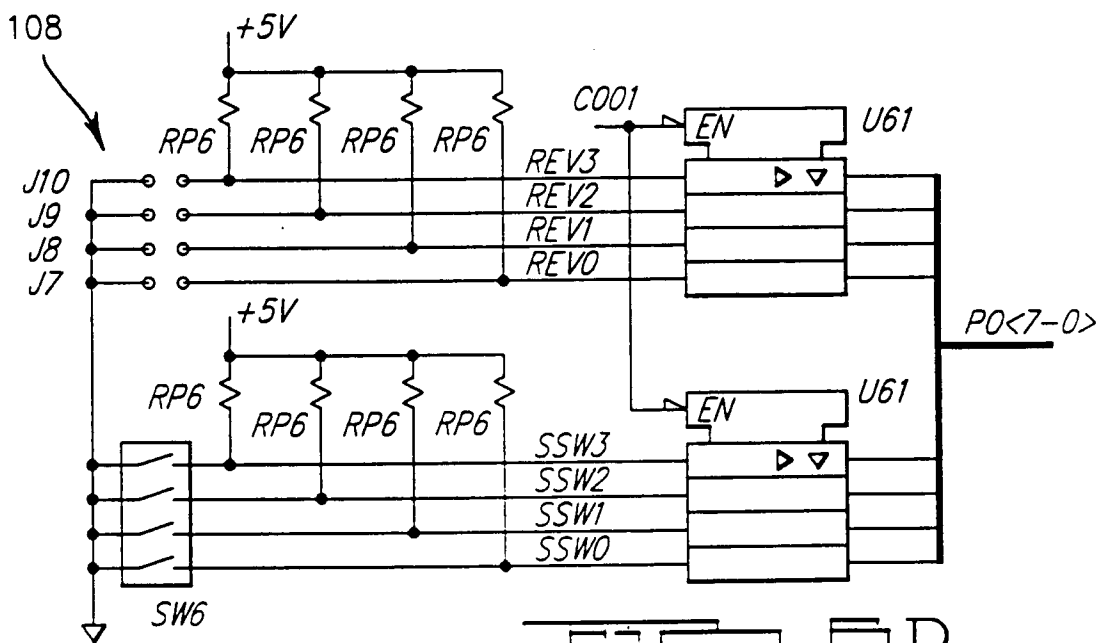 108
+5V
RP6 RP6 RP6 RP6
C001
EN
U61
J10
J9
J8
J7
REV3
REV2
REV1
REV0
+5V
RP6 RP6 RP6 RP6
EN
U61
PO<7-0>
SSW3
SSW2
SSW1
SSW0
SW6